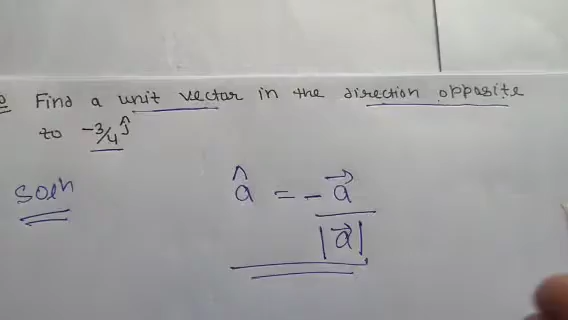 Find a unit vector in the direction opposite
to -3/4 ĵ
Soln
â = - a⃗
|a⃗|